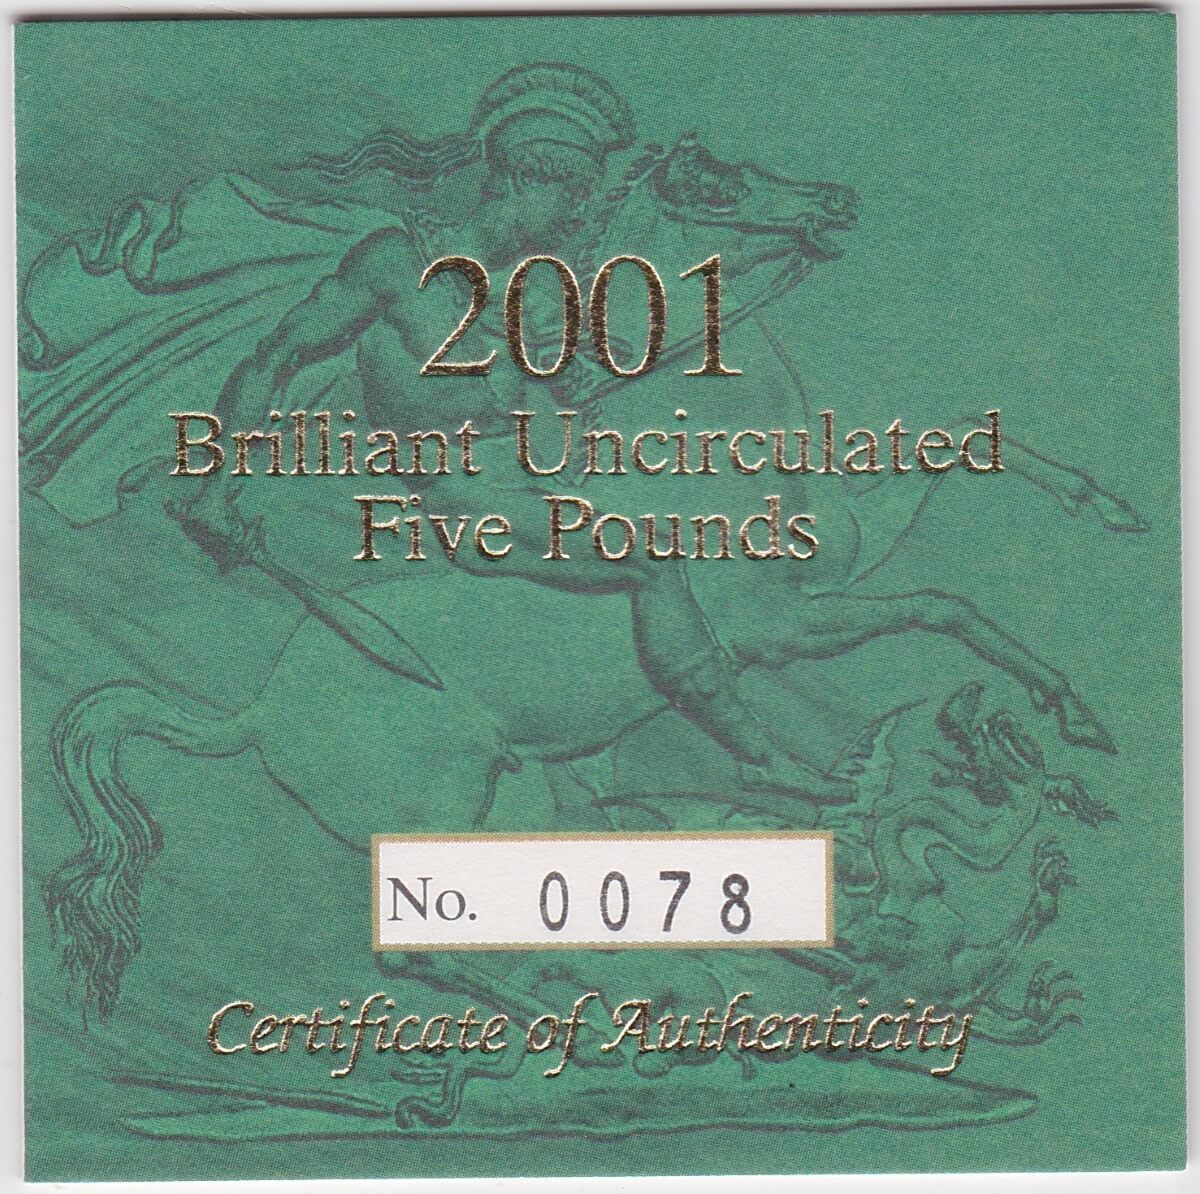 2001
Brilliant Uncirculated
Five Pounds
No. 0078
Certificate of Authenticity